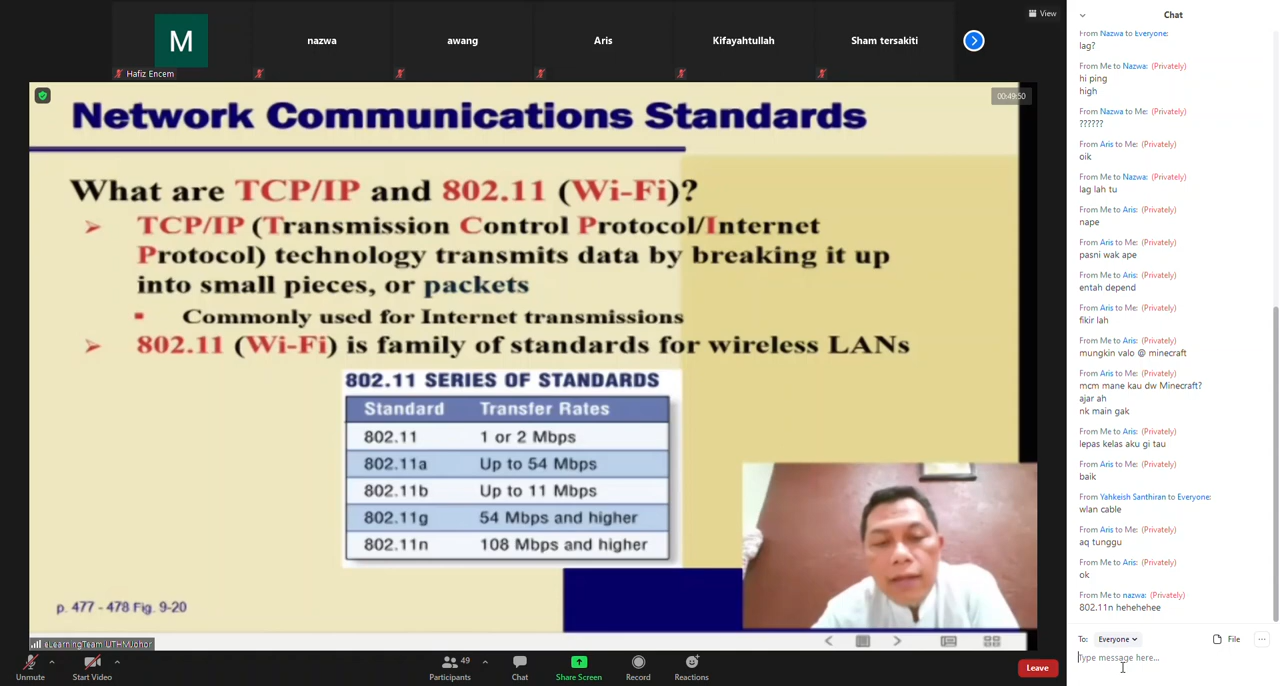 M
Hafiz Encem
nazwa
awang
Aris
Kifayahtullah
Sham tersakiti
View
00:49:50
Network Communications Standards
What are TCP/IP and 802.11 (Wi-Fi)?
TCP/IP (Transmission Control Protocol/Internet
Protocol) technology transmits data by breaking it up
into small pieces, or packets
Commonly used for Internet transmissions
802.11 (Wi-Fi) is family of standards for wireless LANs
802.11 SERIES OF STANDARDS
Standard Transfer Rates
802.11 1 or 2 Mbps
802.11a Up to 54 Mbps
802.11b Up to 11 Mbps
802.11g 54 Mbps and higher
802.11n 108 Mbps and higher
p. 477 - 478 Fig. 9-20
eLearningTeam UTHMJohor
Unmute
Start Video
Participants 49
Chat
Share Screen
Record
Reactions
Leave
Chat
From Nazwa to Everyone:
lag?
From Me to Nazwa: (Privately)
hi ping
high
From Nazwa to Me: (Privately)
??????
From Aris to Me: (Privately)
oik
From Me to Nazwa: (Privately)
lag lah tu
From Me to Aris: (Privately)
nape
From Aris to Me: (Privately)
pasni wak ape
From Me to Aris: (Privately)
entah depend
From Aris to Me: (Privately)
fikir lah
From Me to Aris: (Privately)
mungkin valo @ minecraft
From Aris to Me: (Privately)
mcm mane kau dw Minecraft?
ajar ah
nk main gak
From Me to Aris: (Privately)
lepas kelas aku gi tau
From Aris to Me: (Privately)
baik
From Yahkeish Santhiran to Everyone:
wlan cable
From Aris to Me: (Privately)
aq tunggu
From Me to Aris: (Privately)
ok
From Me to nazwa: (Privately)
802.11n hehehehee
To: Everyone
File
Type message here...